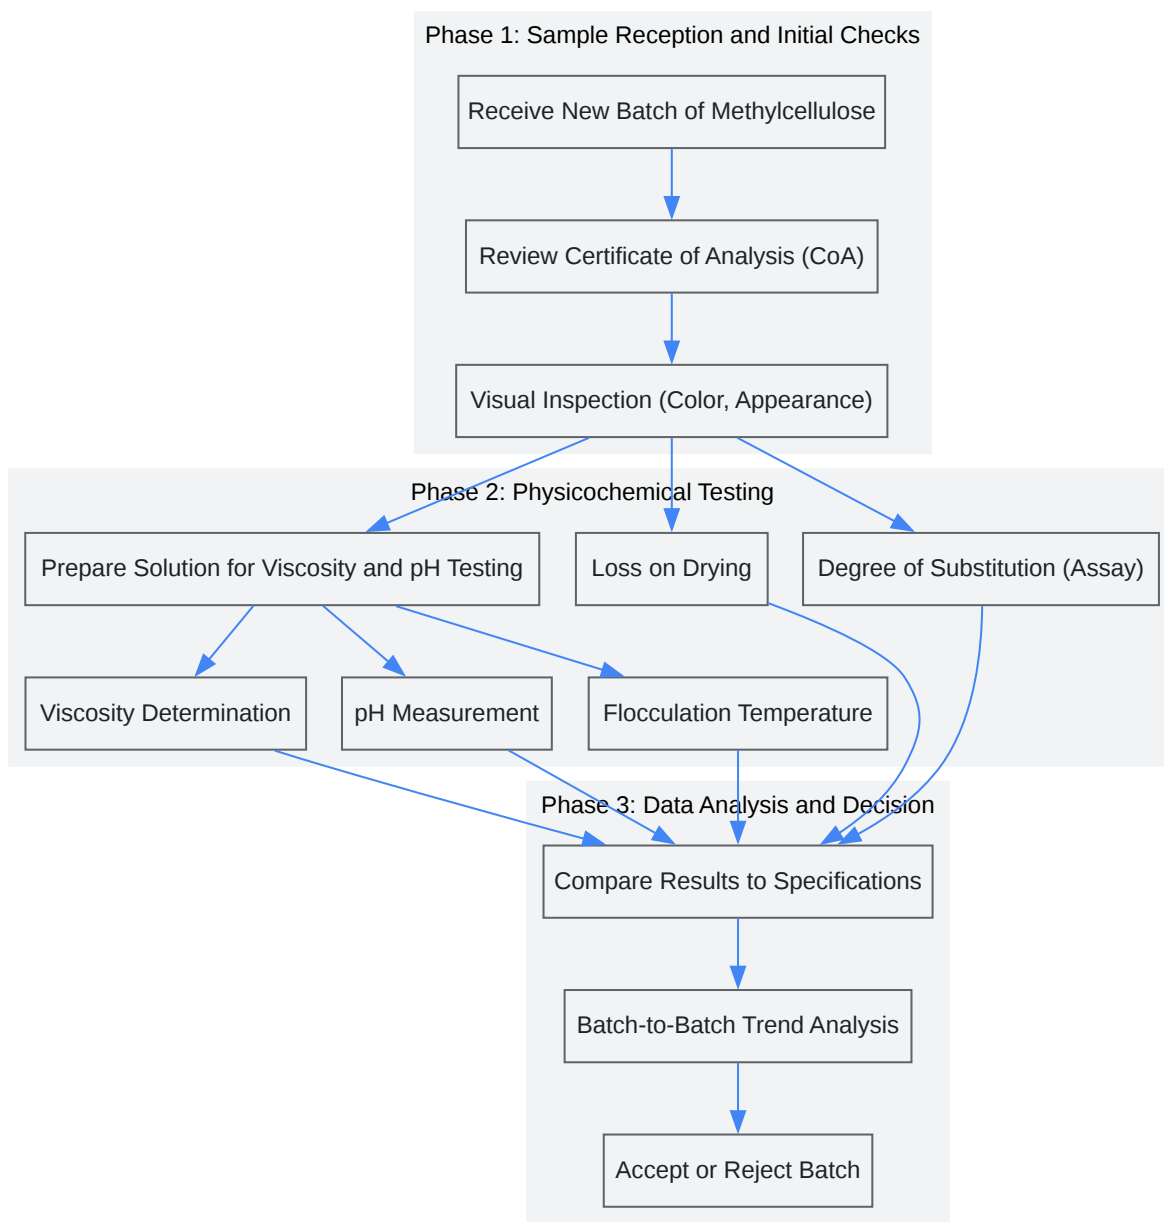 Phase 1: Sample Reception and Initial Checks
Receive New Batch of Methylcellulose
Review Certificate of Analysis (CoA)
Visual Inspection (Color, Appearance)
Phase 2: Physicochemical Testing
Prepare Solution for Viscosity and pH Testing
Loss on Drying
Degree of Substitution (Assay)
Viscosity Determination
pH Measurement
Flocculation Temperature
Phase 3: Data Analysis and Decision
Compare Results to Specifications
Batch-to-Batch Trend Analysis
Accept or Reject Batch